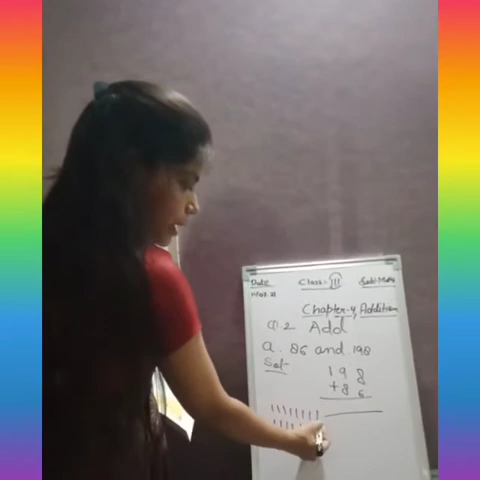 Date Class- III Sub: Math
Chapter-4, Addition
Q.2 Add
a. 86 and 198
Sol-
198
+86